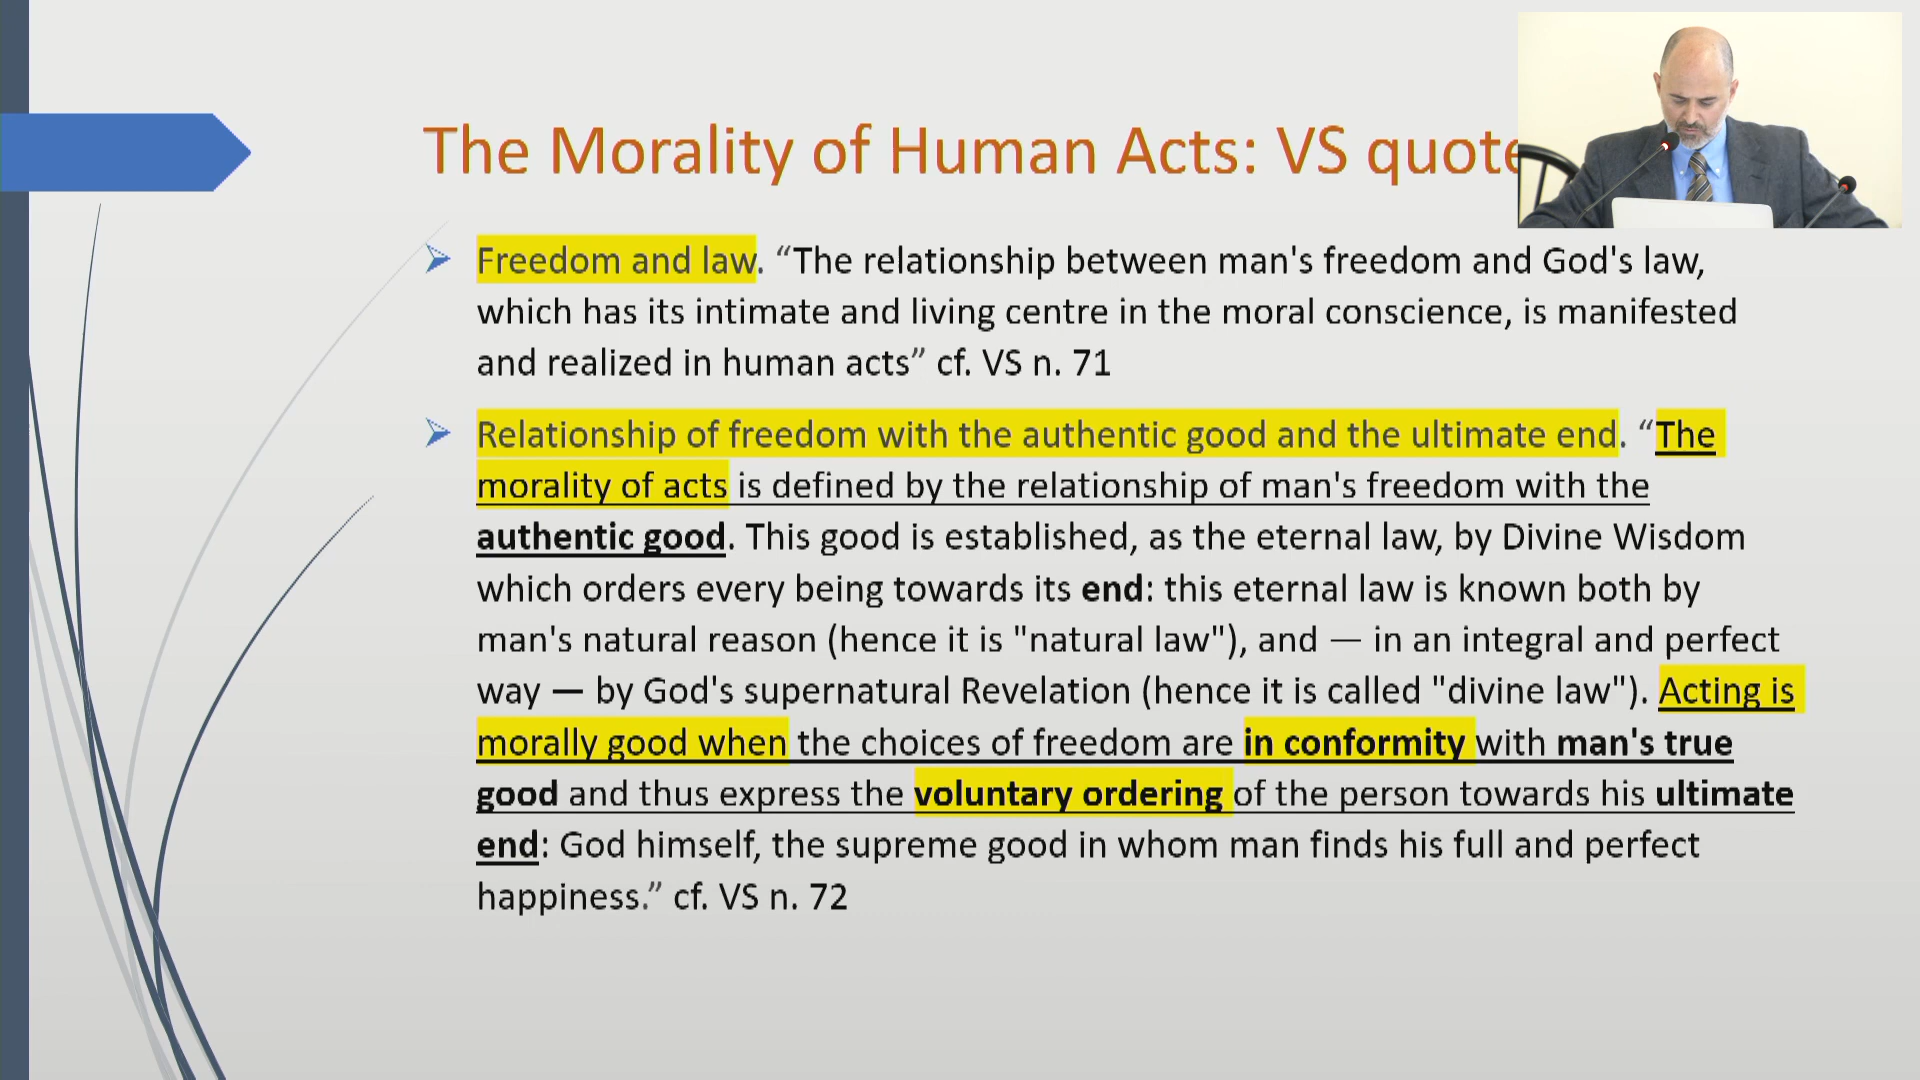 The Morality of Human Acts: VS quote
Freedom and law. “The relationship between man's freedom and God's law,
which has its intimate and living centre in the moral conscience, is manifested
and realized in human acts” cf. VS n. 71
Relationship of freedom with the authentic good and the ultimate end. “The
morality of acts is defined by the relationship of man's freedom with the
authentic good. This good is established, as the eternal law, by Divine Wisdom
which orders every being towards its end: this eternal law is known both by
man's natural reason (hence it is "natural law"), and — in an integral and perfect
way — by God's supernatural Revelation (hence it is called "divine law"). Acting is
morally good when the choices of freedom are in conformity with man's true
good and thus express the voluntary ordering of the person towards his ultimate
end: God himself, the supreme good in whom man finds his full and perfect
happiness.” cf. VS n. 72